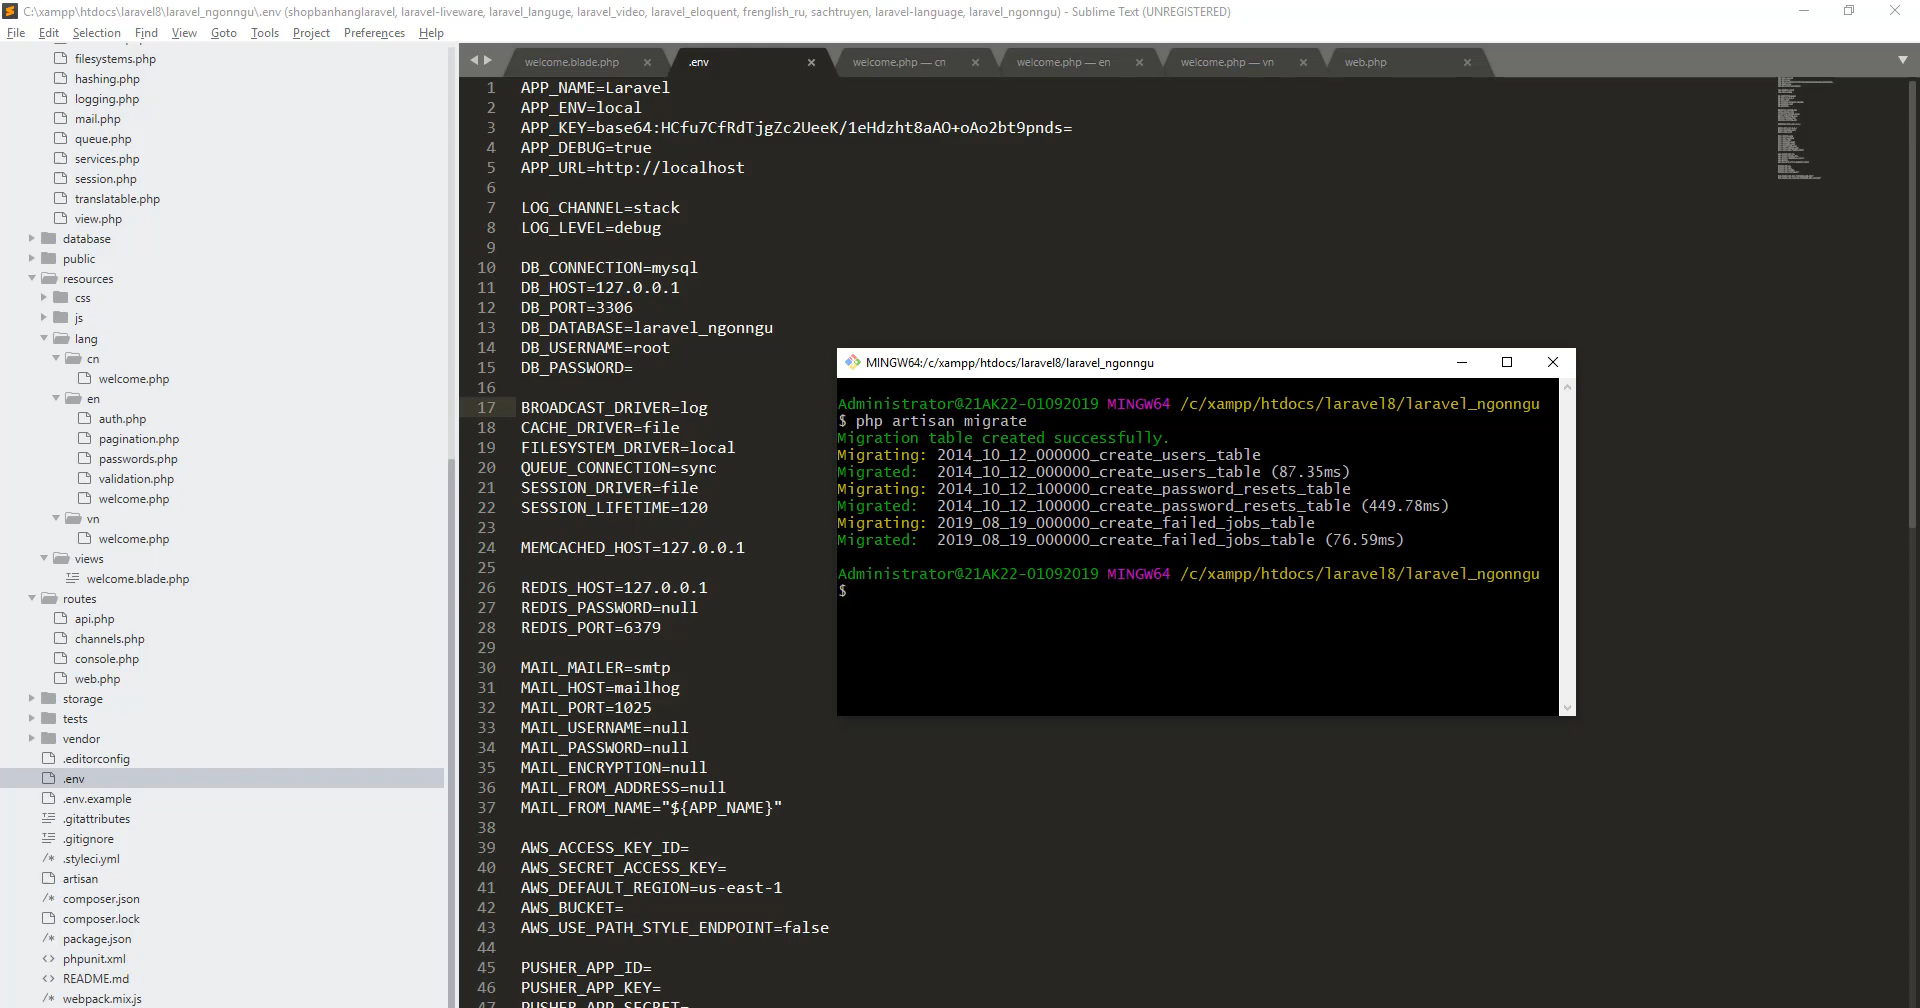 C:\xampp\htdocs\laravel8\laravel_ngonngu\.env (shopbanhanglaravel, laravel-liveware, laravel_languge, laravel_video, laravel_eloquent, frenglish_ru, sachtruyen, laravel-language, laravel_ngonngu) - Sublime Text (UNREGISTERED)
File Edit Selection Find View Goto Tools Project Preferences Help
filesystems.php
hashing.php
logging.php
mail.php
queue.php
services.php
session.php
translatable.php
view.php
database
public
resources
css
js
lang
cn
welcome.php
en
auth.php
pagination.php
passwords.php
validation.php
welcome.php
vn
welcome.php
views
welcome.blade.php
routes
api.php
channels.php
console.php
web.php
storage
tests
vendor
.editorconfig
.env
.env.example
.gitattributes
.gitignore
/* .styleci.yml
artisan
/* composer.json
composer.lock
/* package.json
<> phpunit.xml
<> README.md
/* webpack.mix.js
welcome.blade.php .env welcome.php — cn welcome.php — en welcome.php — vn web.php
1 APP_NAME=Laravel
2 APP_ENV=local
3 APP_KEY=base64:HCfu7CfRdTjgZc2UeeK/1eHdzht8aAO+oAo2bt9pnds=
4 APP_DEBUG=true
5 APP_URL=http://localhost
6
7 LOG_CHANNEL=stack
8 LOG_LEVEL=debug
9
10 DB_CONNECTION=mysql
11 DB_HOST=127.0.0.1
12 DB_PORT=3306
13 DB_DATABASE=laravel_ngonngu
14 DB_USERNAME=root
15 DB_PASSWORD=
16
17 BROADCAST_DRIVER=log
18 CACHE_DRIVER=file
19 FILESYSTEM_DRIVER=local
20 QUEUE_CONNECTION=sync
21 SESSION_DRIVER=file
22 SESSION_LIFETIME=120
23
24 MEMCACHED_HOST=127.0.0.1
25
26 REDIS_HOST=127.0.0.1
27 REDIS_PASSWORD=null
28 REDIS_PORT=6379
29
30 MAIL_MAILER=smtp
31 MAIL_HOST=mailhog
32 MAIL_PORT=1025
33 MAIL_USERNAME=null
34 MAIL_PASSWORD=null
35 MAIL_ENCRYPTION=null
36 MAIL_FROM_ADDRESS=null
37 MAIL_FROM_NAME="${APP_NAME}"
38
39 AWS_ACCESS_KEY_ID=
40 AWS_SECRET_ACCESS_KEY=
41 AWS_DEFAULT_REGION=us-east-1
42 AWS_BUCKET=
43 AWS_USE_PATH_STYLE_ENDPOINT=false
44
45 PUSHER_APP_ID=
46 PUSHER_APP_KEY=
47 PUSHER_APP_SECRET=
MINGW64:/c/xampp/htdocs/laravel8/laravel_ngonngu
Administrator@21AK22-01092019 MINGW64 /c/xampp/htdocs/laravel8/laravel_ngonngu
$ php artisan migrate
Migration table created successfully.
Migrating: 2014_10_12_000000_create_users_table
Migrated:  2014_10_12_000000_create_users_table (87.35ms)
Migrating: 2014_10_12_100000_create_password_resets_table
Migrated:  2014_10_12_100000_create_password_resets_table (449.78ms)
Migrating: 2019_08_19_000000_create_failed_jobs_table
Migrated:  2019_08_19_000000_create_failed_jobs_table (76.59ms)
Administrator@21AK22-01092019 MINGW64 /c/xampp/htdocs/laravel8/laravel_ngonngu
$